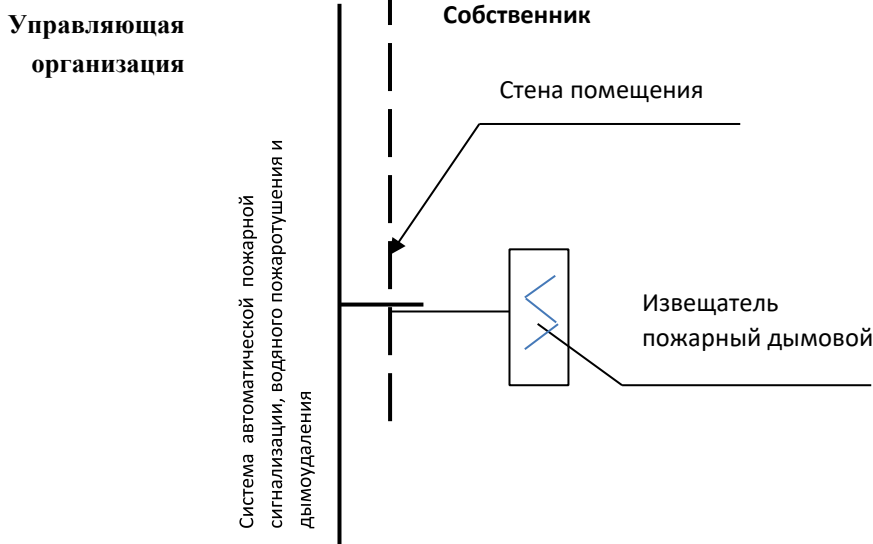 Управляющая
организация
Собственник
Стена помещения
Система автоматической пожарной
сигнализации, водяного пожаротушения и
дымоудаления
Извещатель
пожарный дымовой